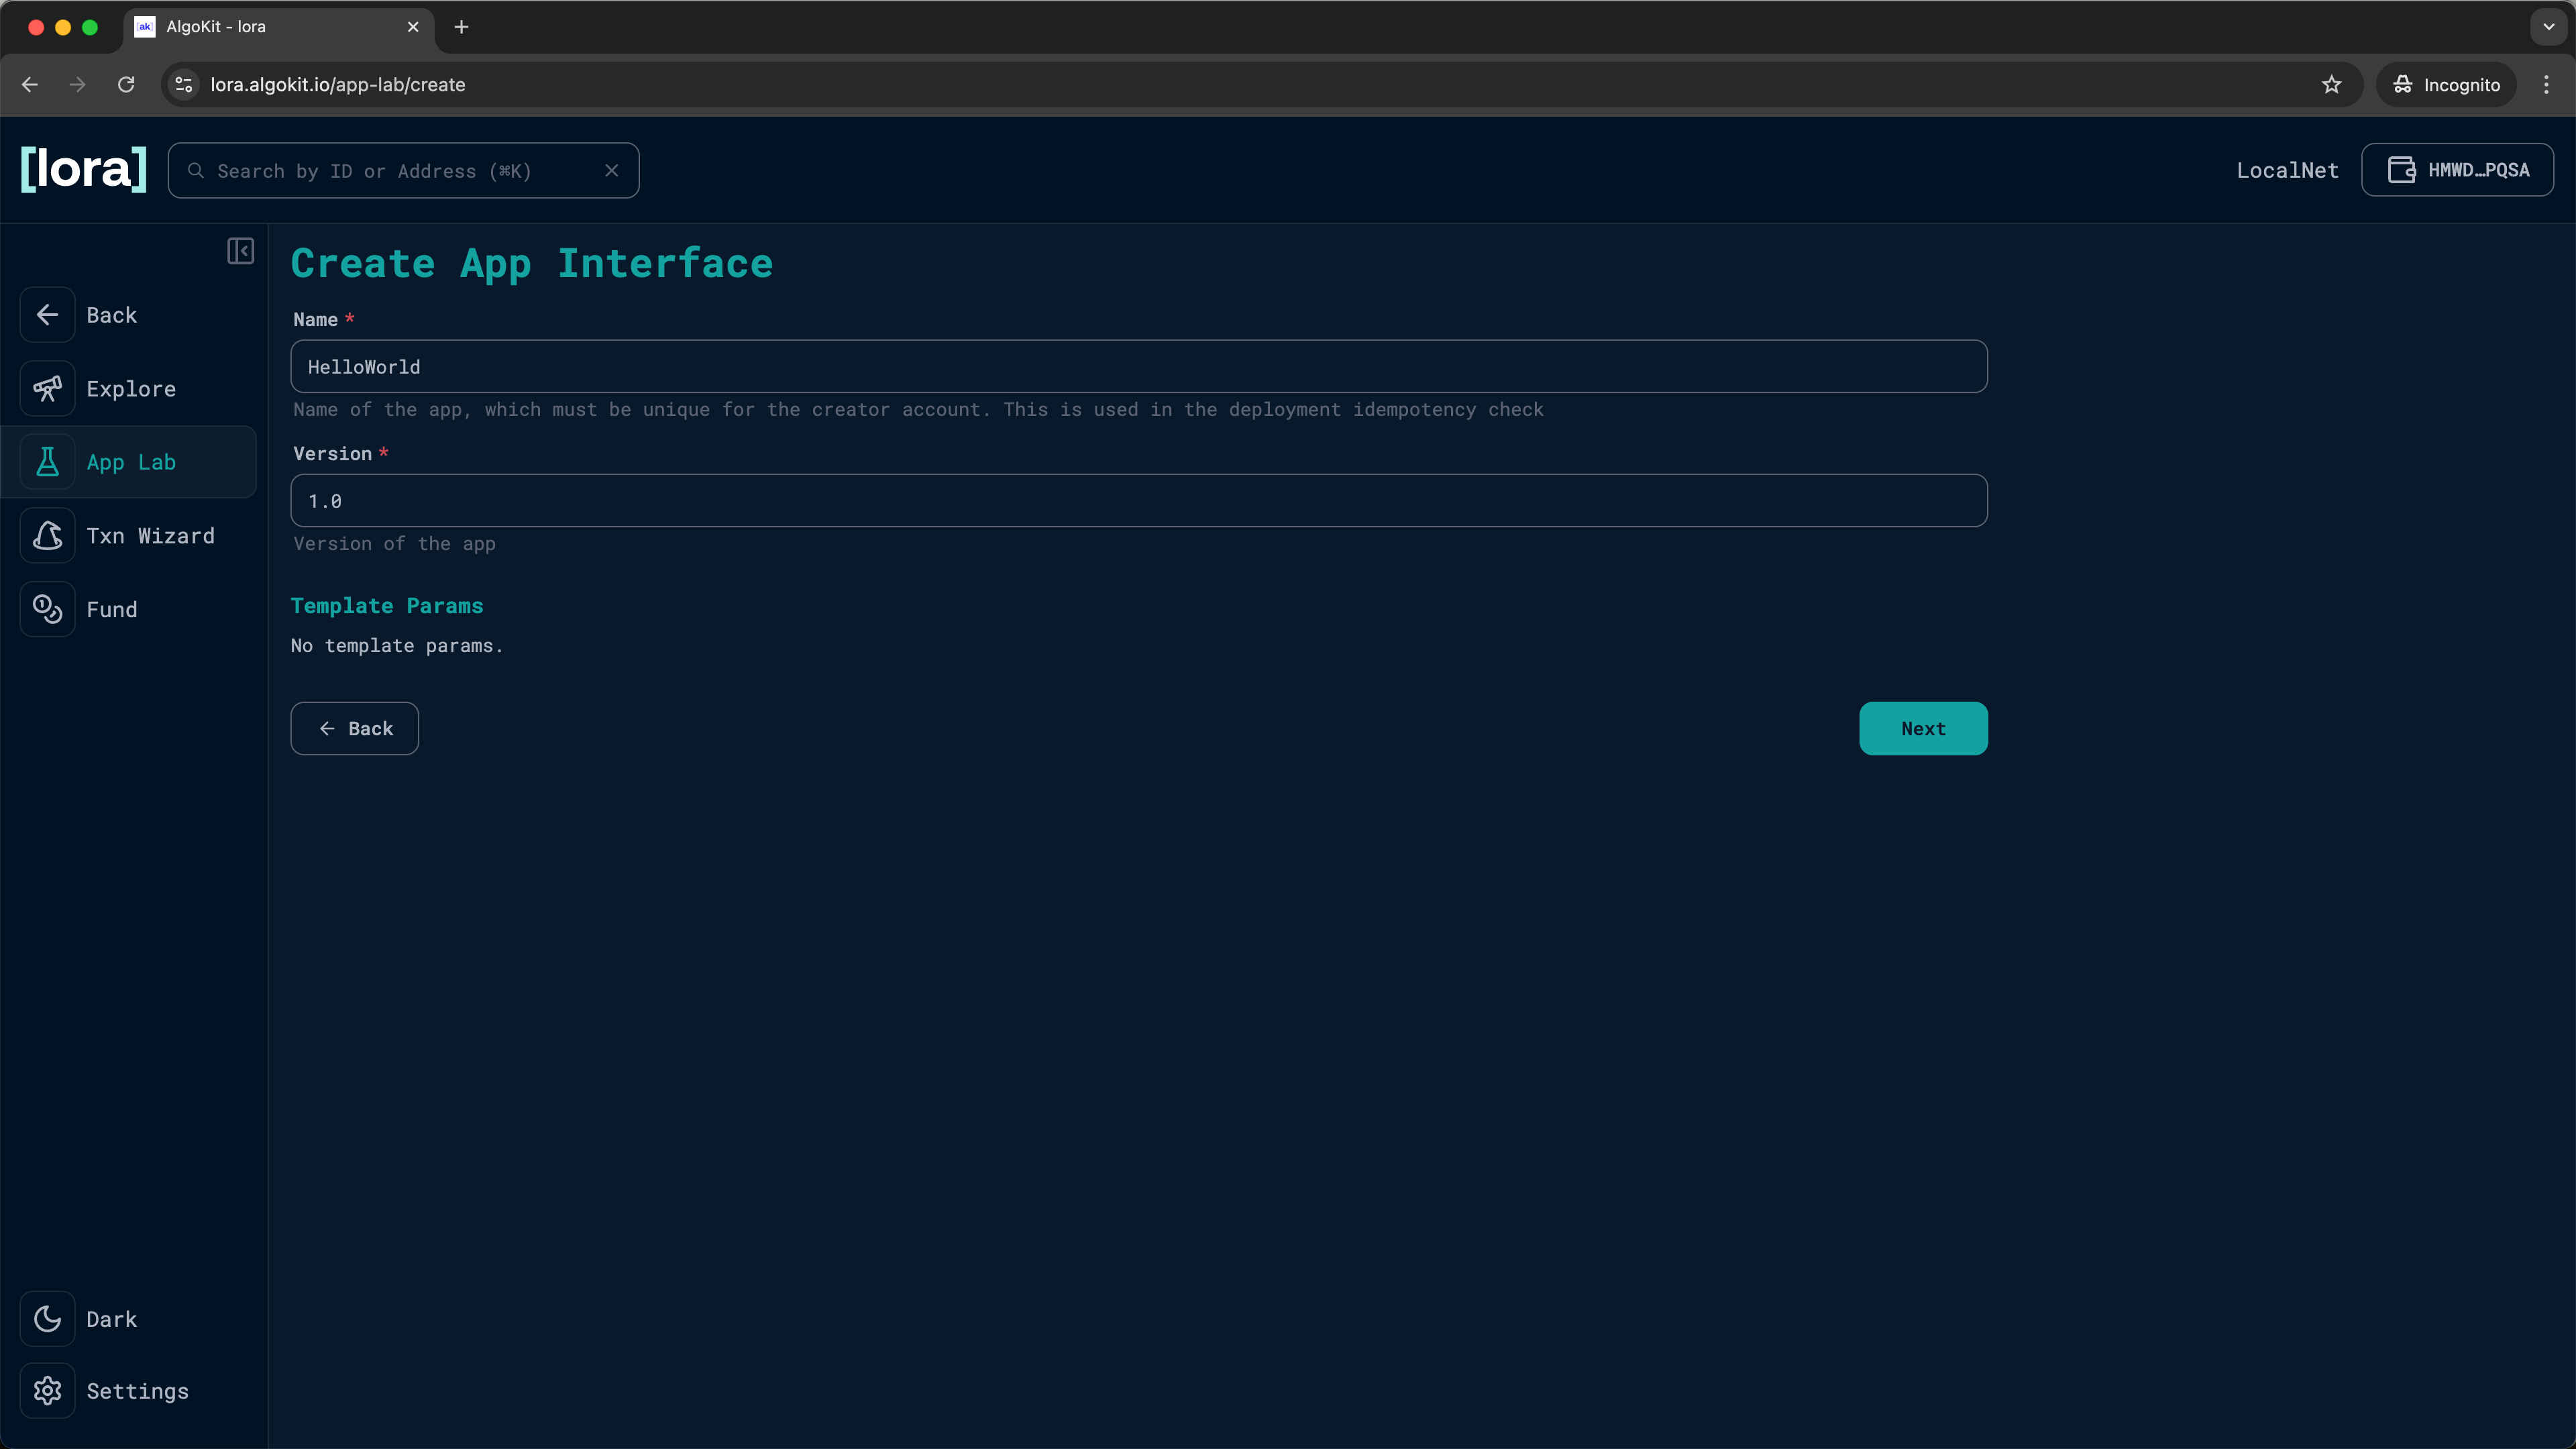 AlgoKit - lora
lora.algokit.io/app-lab/create
Incognito
[lora]
Search by ID or Address (⌘K)
LocalNet
HMWD…PQSA
Back
Explore
App Lab
Txn Wizard
Fund
Dark
Settings
Create App Interface
Name *
HelloWorld
Name of the app, which must be unique for the creator account. This is used in the deployment idempotency check
Version *
1.0
Version of the app
Template Params
No template params.
Back
Next